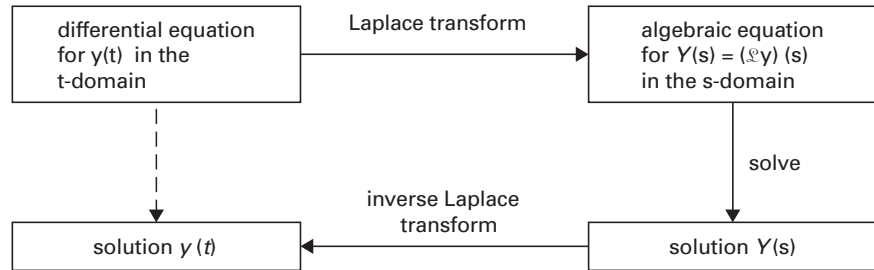 differential equation
for y(t) in the
t-domain
Laplace transform
algebraic equation
for Y(s) = (ℒy) (s)
in the s-domain
solve
inverse Laplace
transform
solution y (t)
solution Y(s)